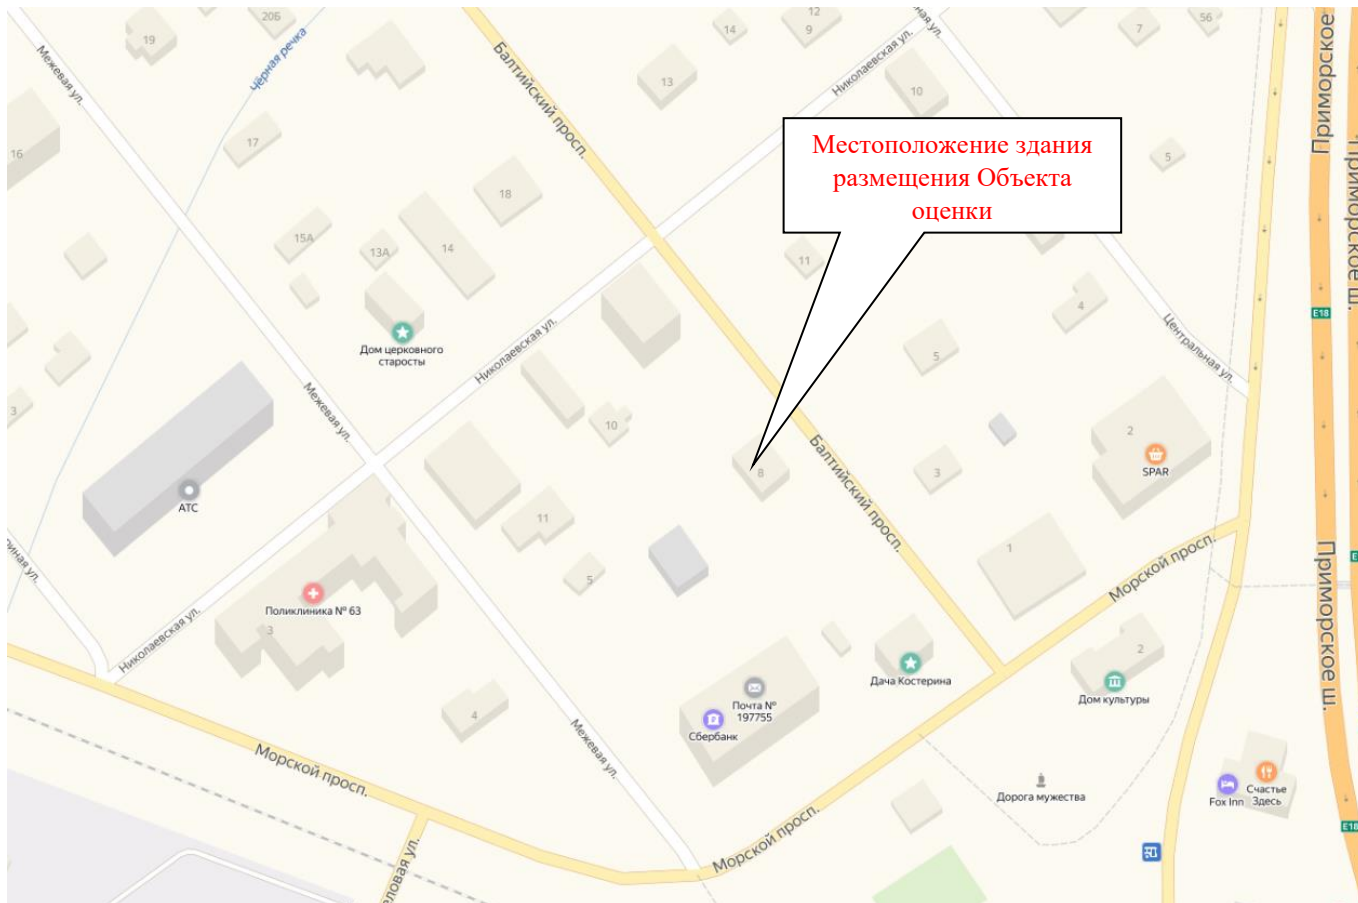 19
20Б
Чёрная речка
Межевая ул.
16
17
Балтийский просп.
14
12
9
13
Николаевская ул.
10
7
5б
Приморское
Приморское ш.
Местоположение здания
размещения Объекта
оценки
5
18
15А
13А
14
11
4
E18
Центральная ул.
Дом церковного
старосты
Николаевская ул.
Межевая ул.
3
5
10
8
Балтийский просп.
3
2
SPAR
АТС
11
5
1
Морской просп.
Приморское ш.
Поликлиника № 63
3
Николаевская ул.
4
Межевая ул.
Почта №
197755
Сбербанк
Дача Костерина
2
Дом культуры
Морской просп.
Дорога мужества
Fox Inn
Счастье
Здесь
E18
Морской просп.